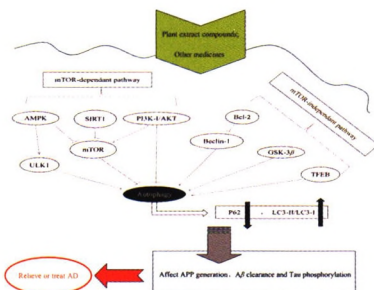 Plant extract compounds,
Other medicines
mTOR-dependant pathway
mTOR-independant pathway
AMPK
SIRT1
PI3K-I/AKT
Bcl-2
mTOR
Beclin-1
GSK-3β
ULK1
TFEB
Autophagy
P62 、 LC3-II/LC3-I
Relieve or treat AD
Affect APP generation、Aβ clearance and Tau phosphorylation